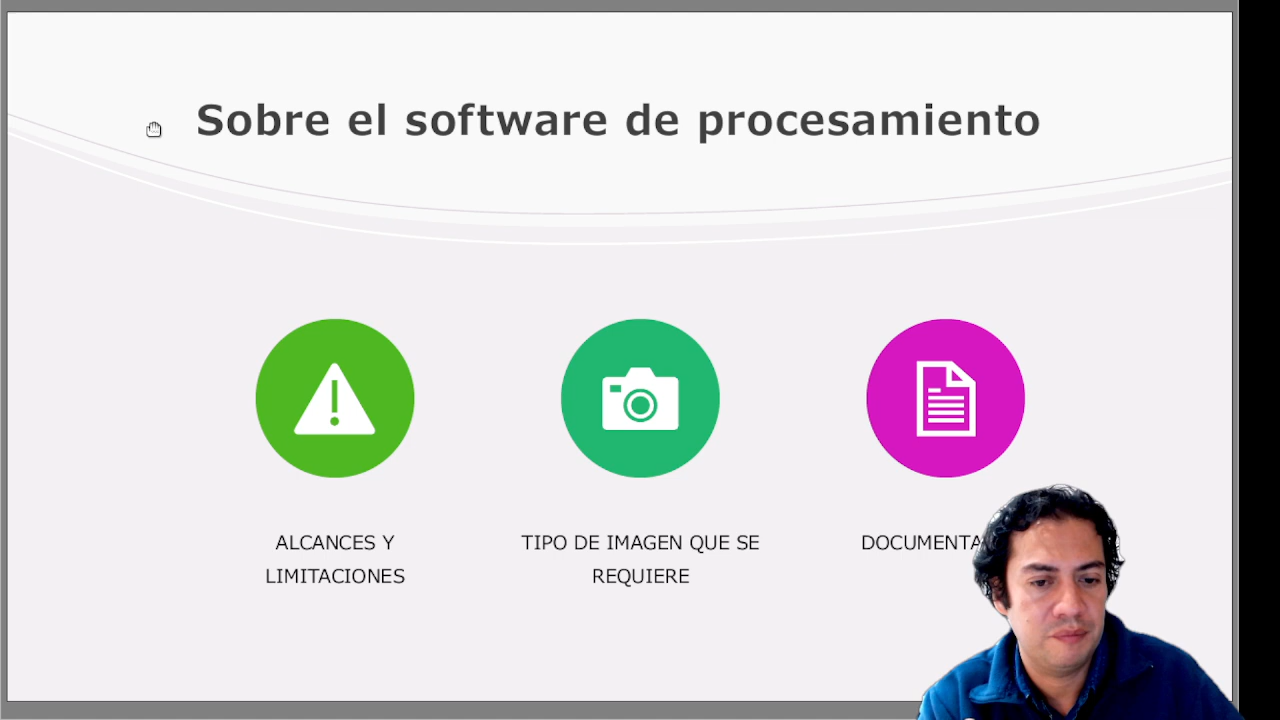 Sobre el software de procesamiento
ALCANCES Y
LIMITACIONES
TIPO DE IMAGEN QUE SE
REQUIERE